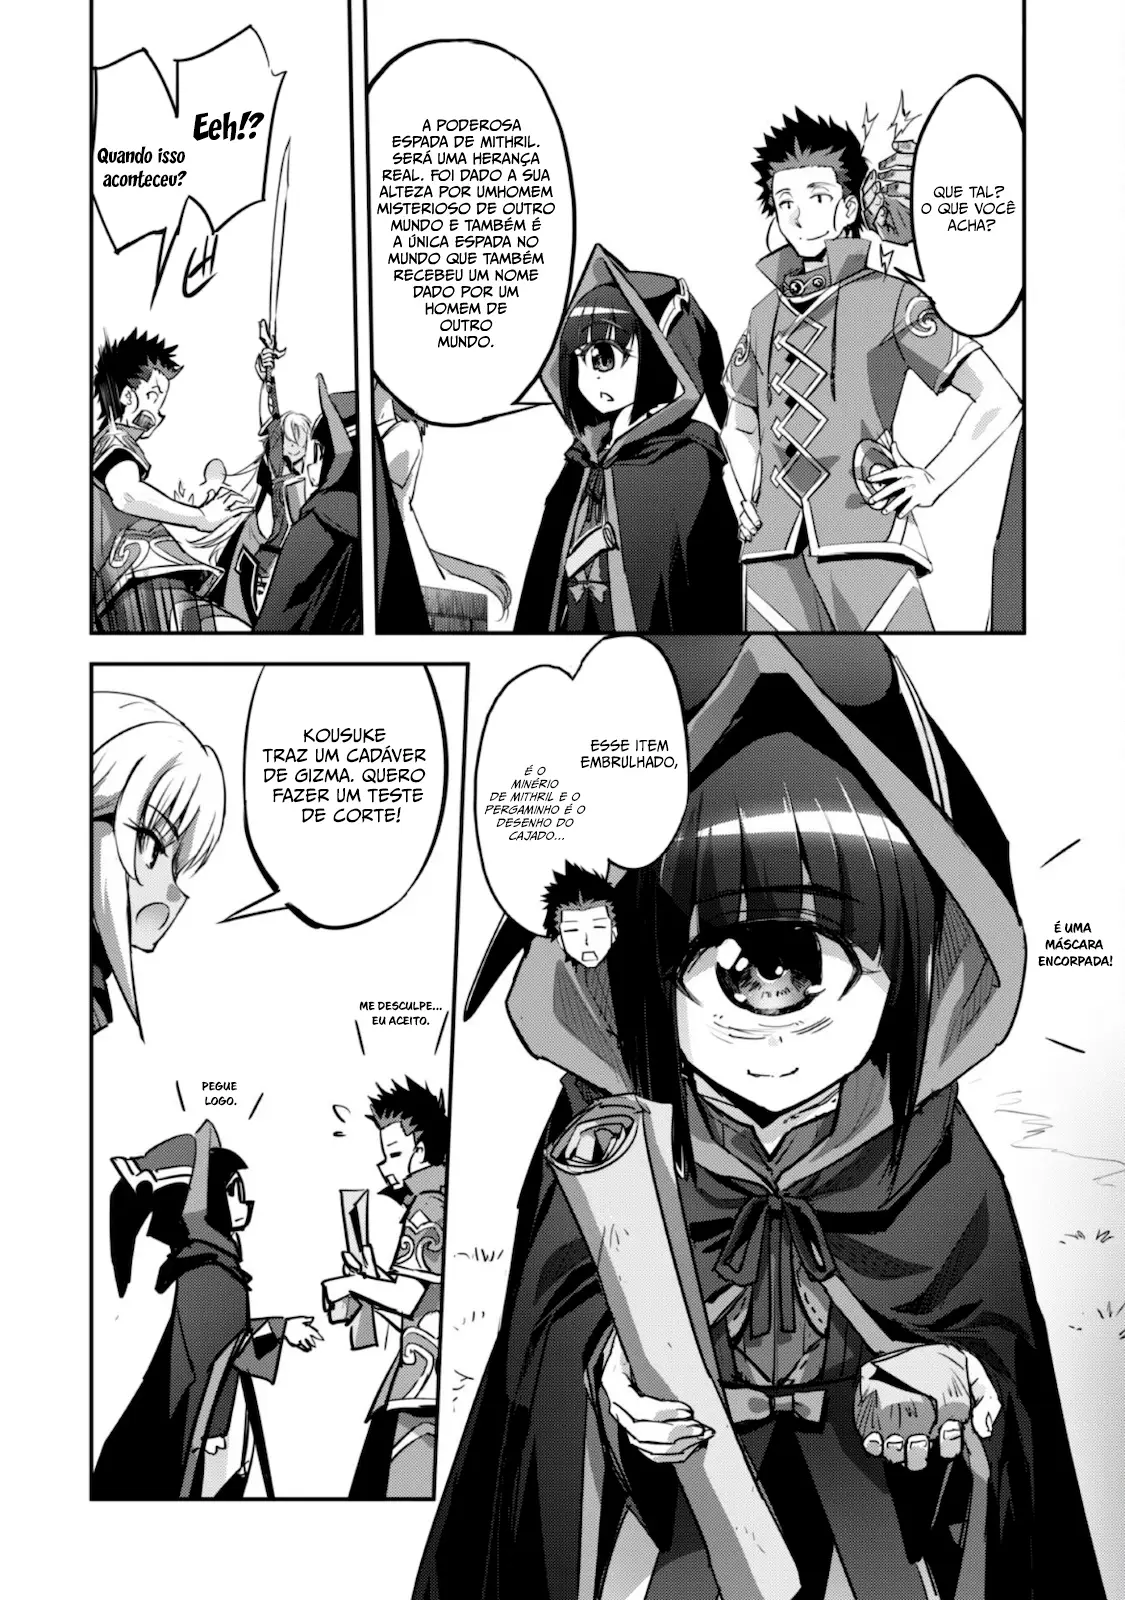 QUE TAL?
O QUE VOCÊ
ACHA?
A PODEROSA
ESPADA DE MITHRIL.
SERÁ UMA HERANÇA
REAL. FOI DADO A SUA
ALTEZA POR UMHOMEM
MISTERIOSO DE OUTRO
MUNDO E TAMBÉM É
A ÚNICA ESPADA NO
MUNDO QUE TAMBÉM
RECEBEU UM NOME
DADO POR UM
HOMEM DE
OUTRO
MUNDO.
Eeh!?
Quando isso
aconteceu?
ESSE ITEM
EMBRULHADO,
É O
MINÉRIO
DE MITHRIL E O
PERGAMINHO É O
DESENHO DO
CAJADO...
É UMA
MÁSCARA
ENCORPADA!
KOUSUKE
TRAZ UM CADÁVER
DE GIZMA. QUERO
FAZER UM TESTE
DE CORTE!
ME DESCULPE...
EU ACEITO.
PEGUE
LOGO.